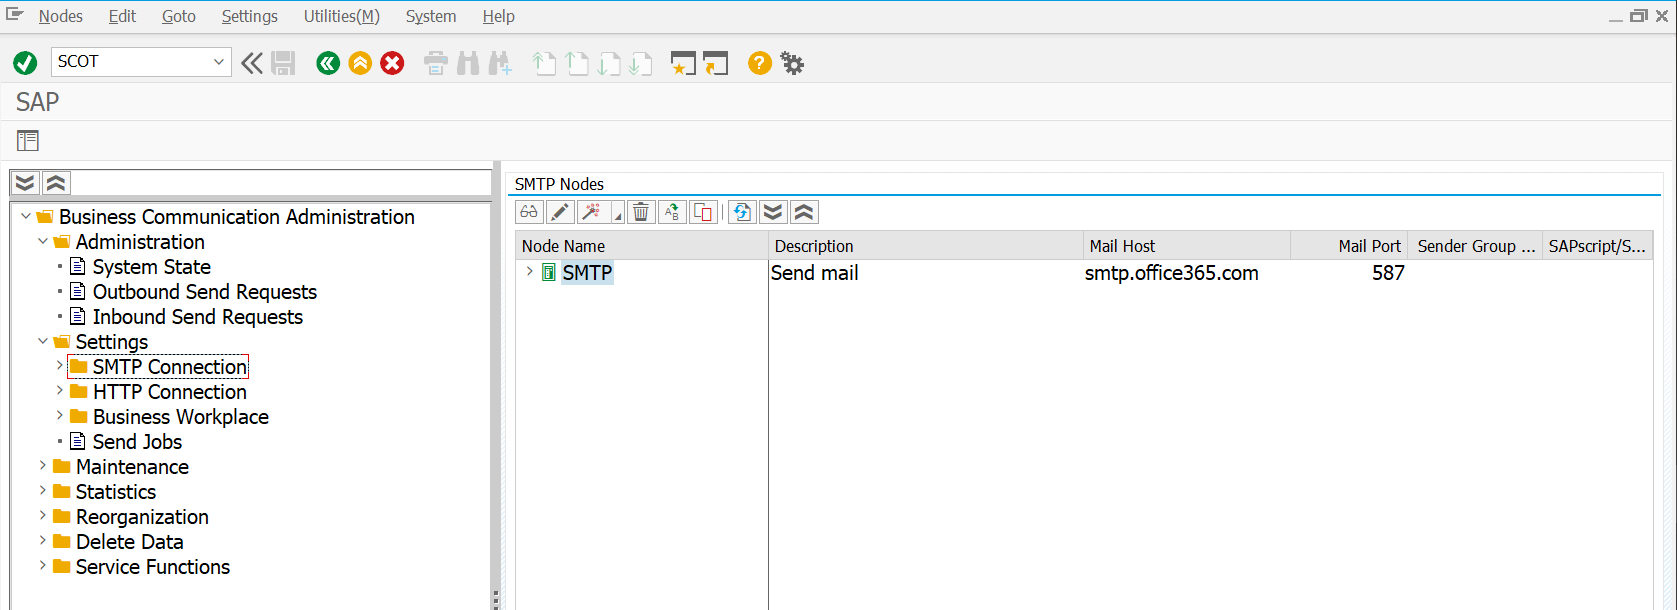 Nodes Edit Goto Settings Utilities(M) System Help
SCOT
SAP
Business Communication Administration
Administration
System State
Outbound Send Requests
Inbound Send Requests
Settings
SMTP Connection
HTTP Connection
Business Workplace
Send Jobs
Maintenance
Statistics
Reorganization
Delete Data
Service Functions
SMTP Nodes
Node Name Description Mail Host Mail Port Sender Group ... SAPscript/S...
SMTP Send mail smtp.office365.com 587